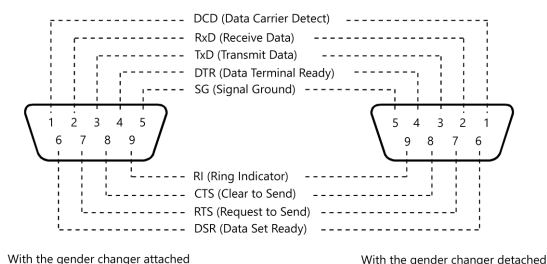 DCD (Data Carrier Detect)
RxD (Receive Data)
TxD (Transmit Data)
DTR (Data Terminal Ready)
SG (Signal Ground)
1 2 3 4 5
5 4 3 2 1
6 7 8 9
9 8 7 6
RI (Ring Indicator)
CTS (Clear to Send)
RTS (Request to Send)
DSR (Data Set Ready)
With the gender changer attached
With the gender changer detached